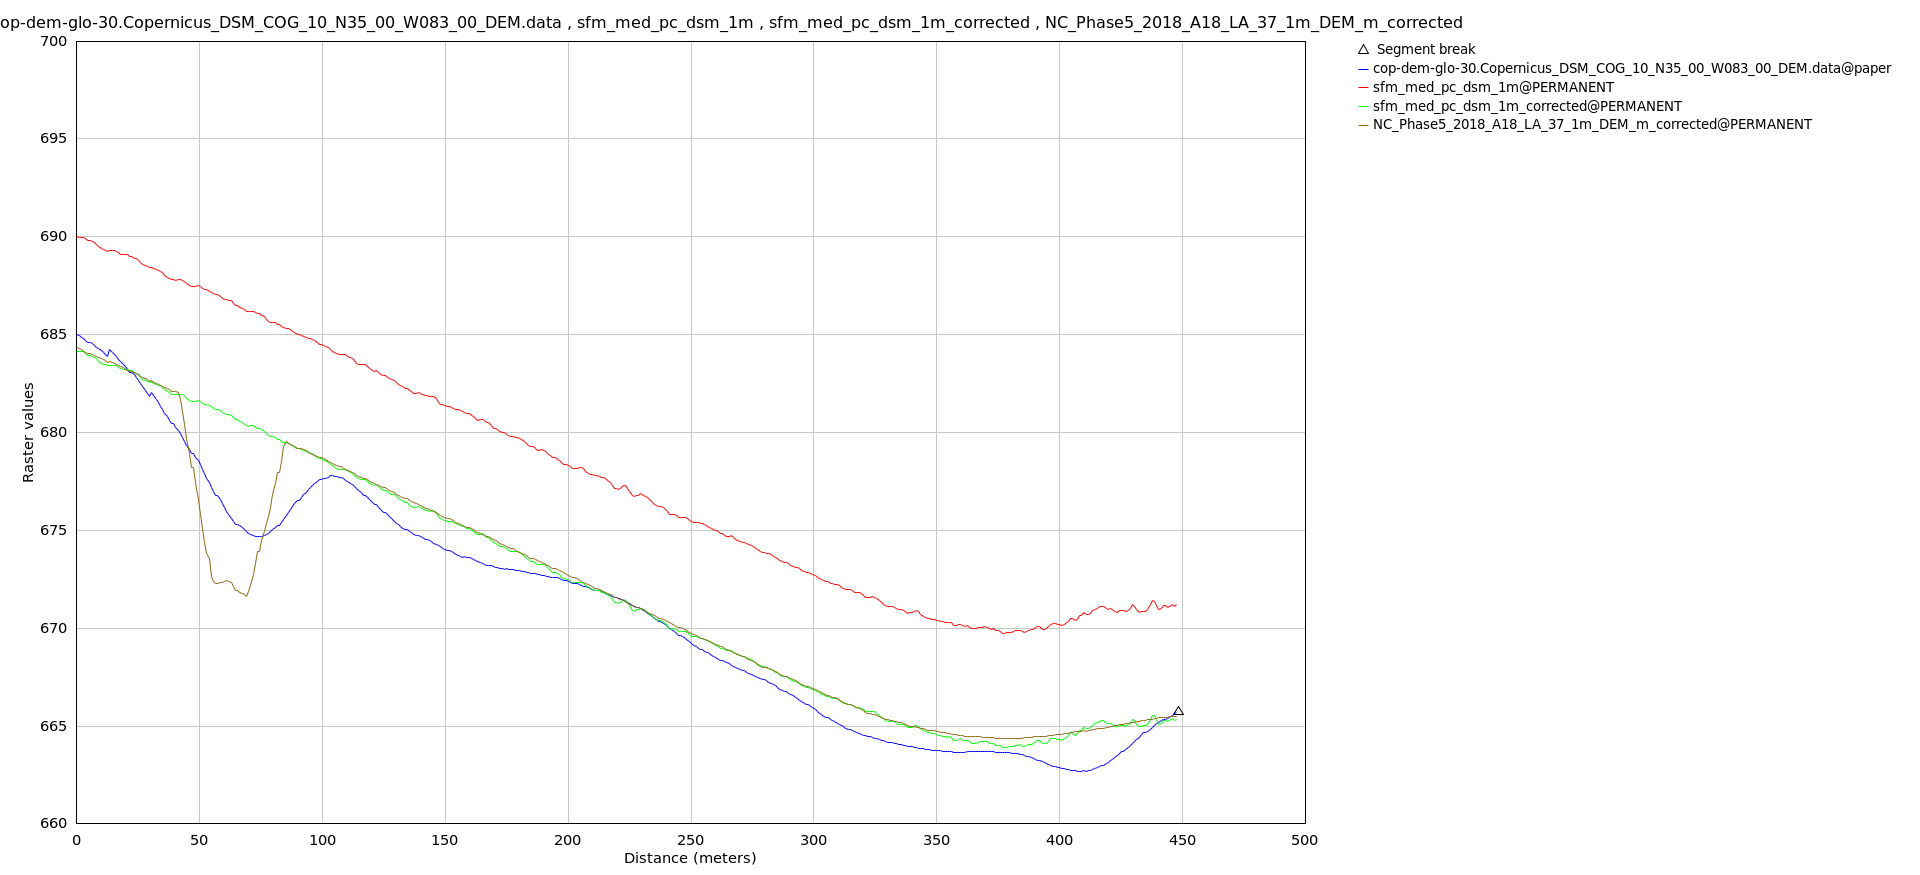 op-dem-glo-30.Copernicus_DSM_COG_10_N35_00_W083_00_DEM.data , sfm_med_pc_dsm_1m , sfm_med_pc_dsm_1m_corrected , NC_Phase5_2018_A18_LA_37_1m_DEM_m_corrected
Segment break
cop-dem-glo-30.Copernicus_DSM_COG_10_N35_00_W083_00_DEM.data@paper
sfm_med_pc_dsm_1m@PERMANENT
sfm_med_pc_dsm_1m_corrected@PERMANENT
NC_Phase5_2018_A18_LA_37_1m_DEM_m_corrected@PERMANENT
700
695
690
685
680
675
670
665
660
Raster values
0 50 100 150 200 250 300 350 400 450 500
Distance (meters)